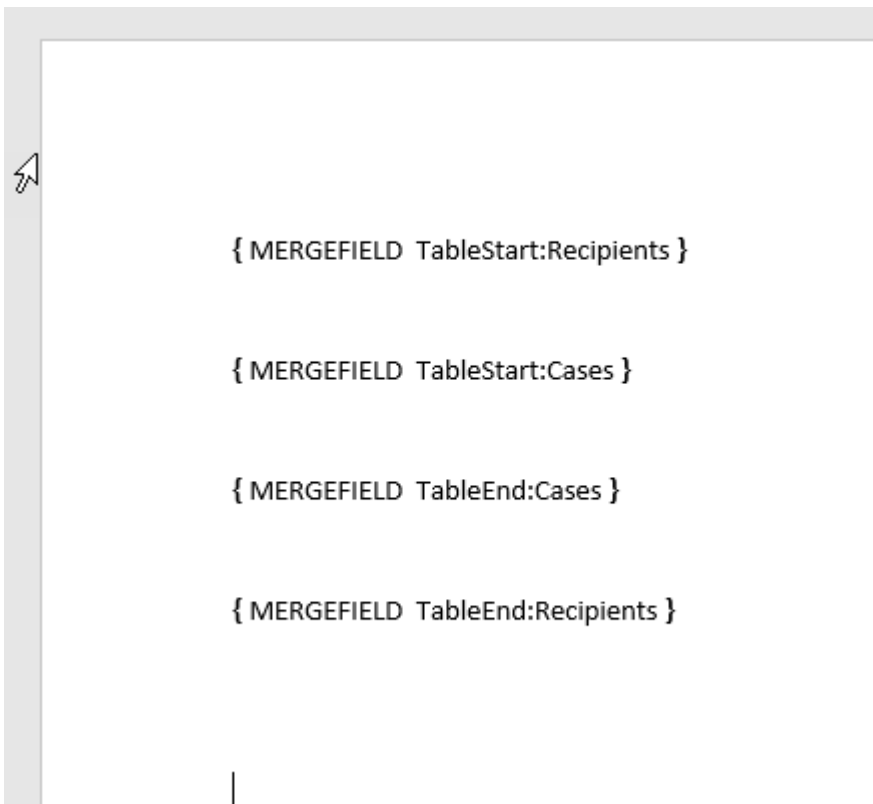 { MERGEFIELD  TableStart:Recipients }
{ MERGEFIELD  TableStart:Cases }
{ MERGEFIELD  TableEnd:Cases }
{ MERGEFIELD  TableEnd:Recipients }